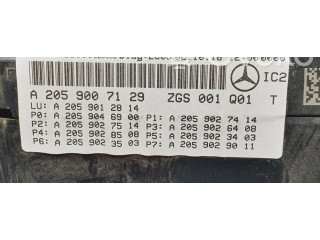 IC2
A 205 900 71 29 ZGS 001 Q01 T
LU: A 205 901 28 14
P0: A 205 904 69 00 P1: A 205 902 74 14
P2: A 205 902 75 14 P3: A 205 902 64 08
P4: A 205 902 85 08 P5: A 205 902 34 03
P6: A 205 902 35 03 P7: A 205 902 90 11